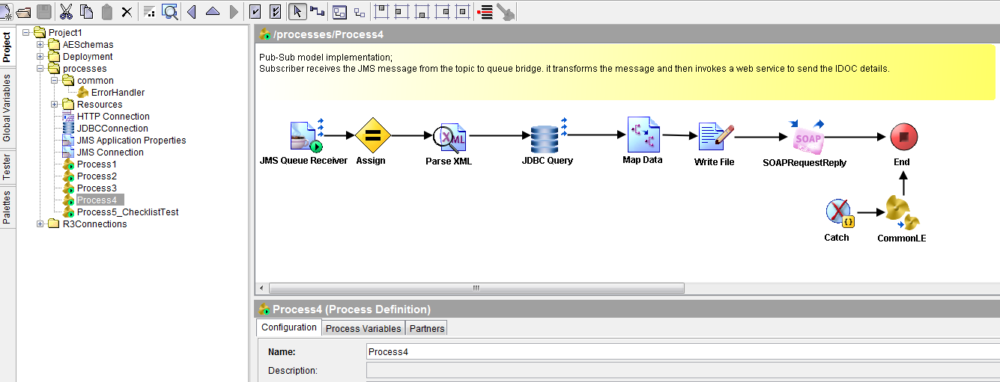 Project
Global Variables
Tester
Palettes
Project1
AESchemas
Deployment
processes
common
ErrorHandler
Resources
HTTP Connection
JDBCConnection
JMS Application Properties
JMS Connection
Process1
Process2
Process3
Process4
Process5_ChecklistTest
R3Connections
/processes/Process4
Pub-Sub model implementation;
Subscriber receives the JMS message from the topic to queue bridge. it transforms the message and then invokes a web service to send the IDOC details.
XML
SOAP
JMS Queue Receiver
Assign
Parse XML
JDBC Query
Map Data
Write File
SOAPRequestReply
End
Catch
CommonLE
Process4 (Process Definition)
Configuration
Process Variables
Partners
Name:
Process4
Description: